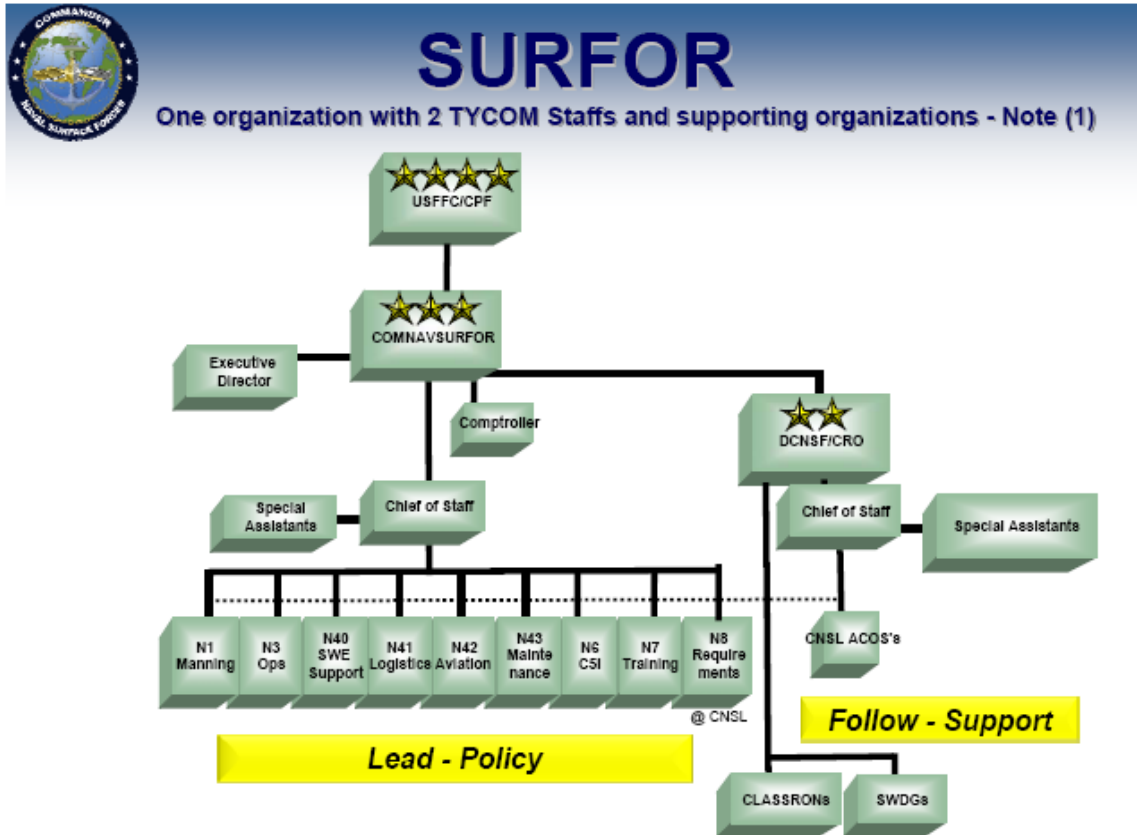 COMMANDER
NAVAL SURFACE FORCES
SURFOR
One organization with 2 TYCOM Staffs and supporting organizations - Note (1)
USFFC/CPF
COMNAVSURFOR
Executive
Director
Comptroller
DCNSF/CRO
Special
Assistants
Chief of Staff
Chief of Staff
Special Assistants
N1
Manning
N3
Ops
N40
SWE
Support
N41
Logistics
N42
Aviation
N43
Mainte
nance
N6
C5I
N7
Training
N8
Require
ments
@ CNSL
CNSL ACOS's
Lead - Policy
Follow - Support
CLASSRONs
SWDGs